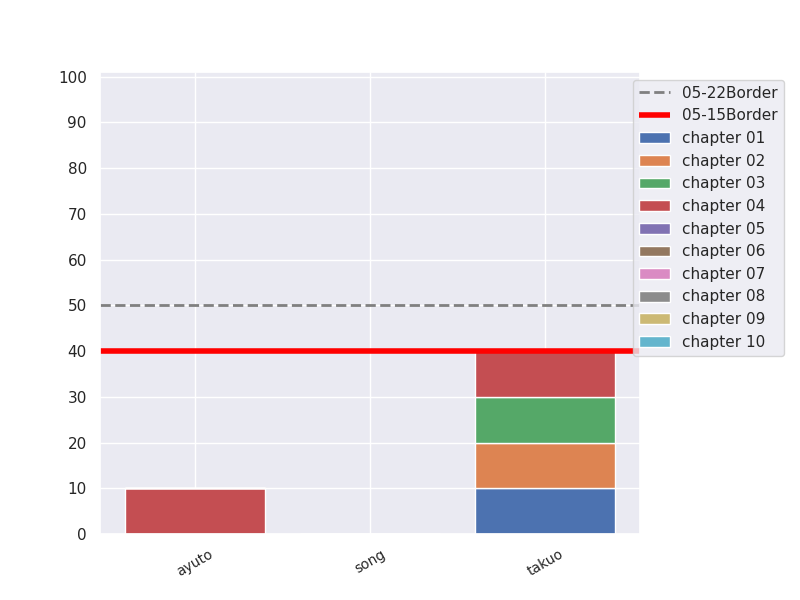 100
90
80
70
60
50
40
30
20
10
0
ayuto
song
takuo
05-22Border
05-15Border
chapter 01
chapter 02
chapter 03
chapter 04
chapter 05
chapter 06
chapter 07
chapter 08
chapter 09
chapter 10